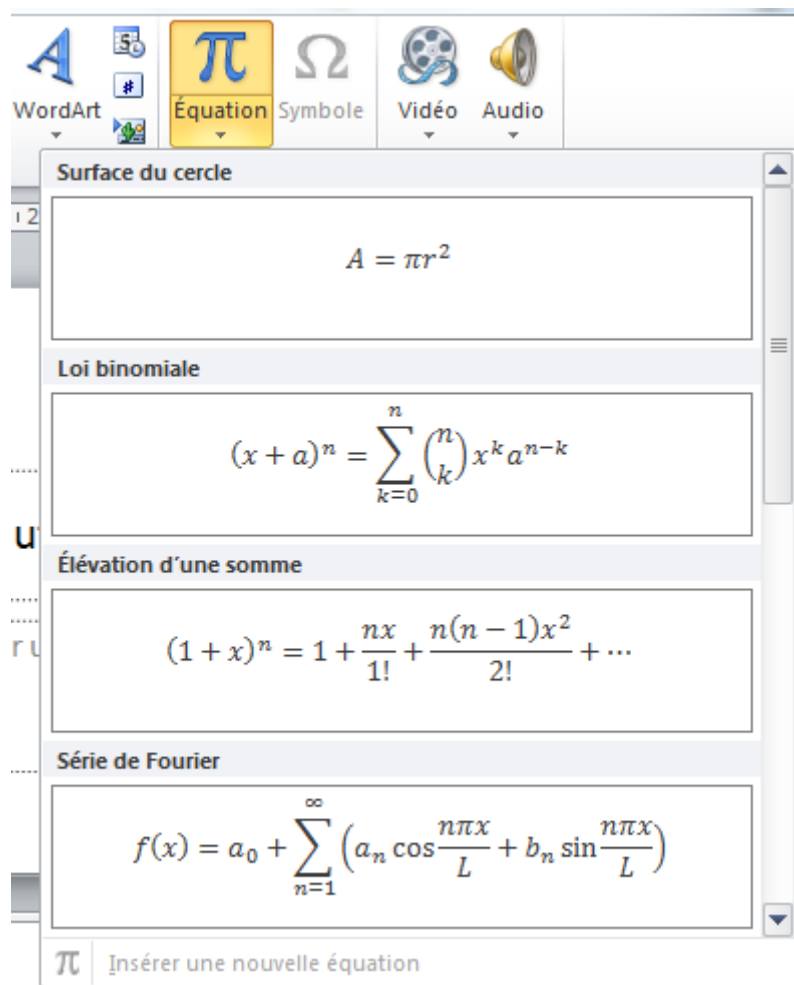 WordArt Équation Symbole Vidéo Audio
Surface du cercle
A = πr²
Loi binomiale
(x + a)ⁿ = ∑_{k=0}^{n} (n k) xᵏaⁿ⁻ᵏ
Élévation d'une somme
(1 + x)ⁿ = 1 + nx/1! + n(n − 1)x²/2! + ⋯
Série de Fourier
f(x) = a₀ + ∑_{n=1}^{∞} (aₙ cos nπx/L + bₙ sin nπx/L)
π Insérer une nouvelle équation